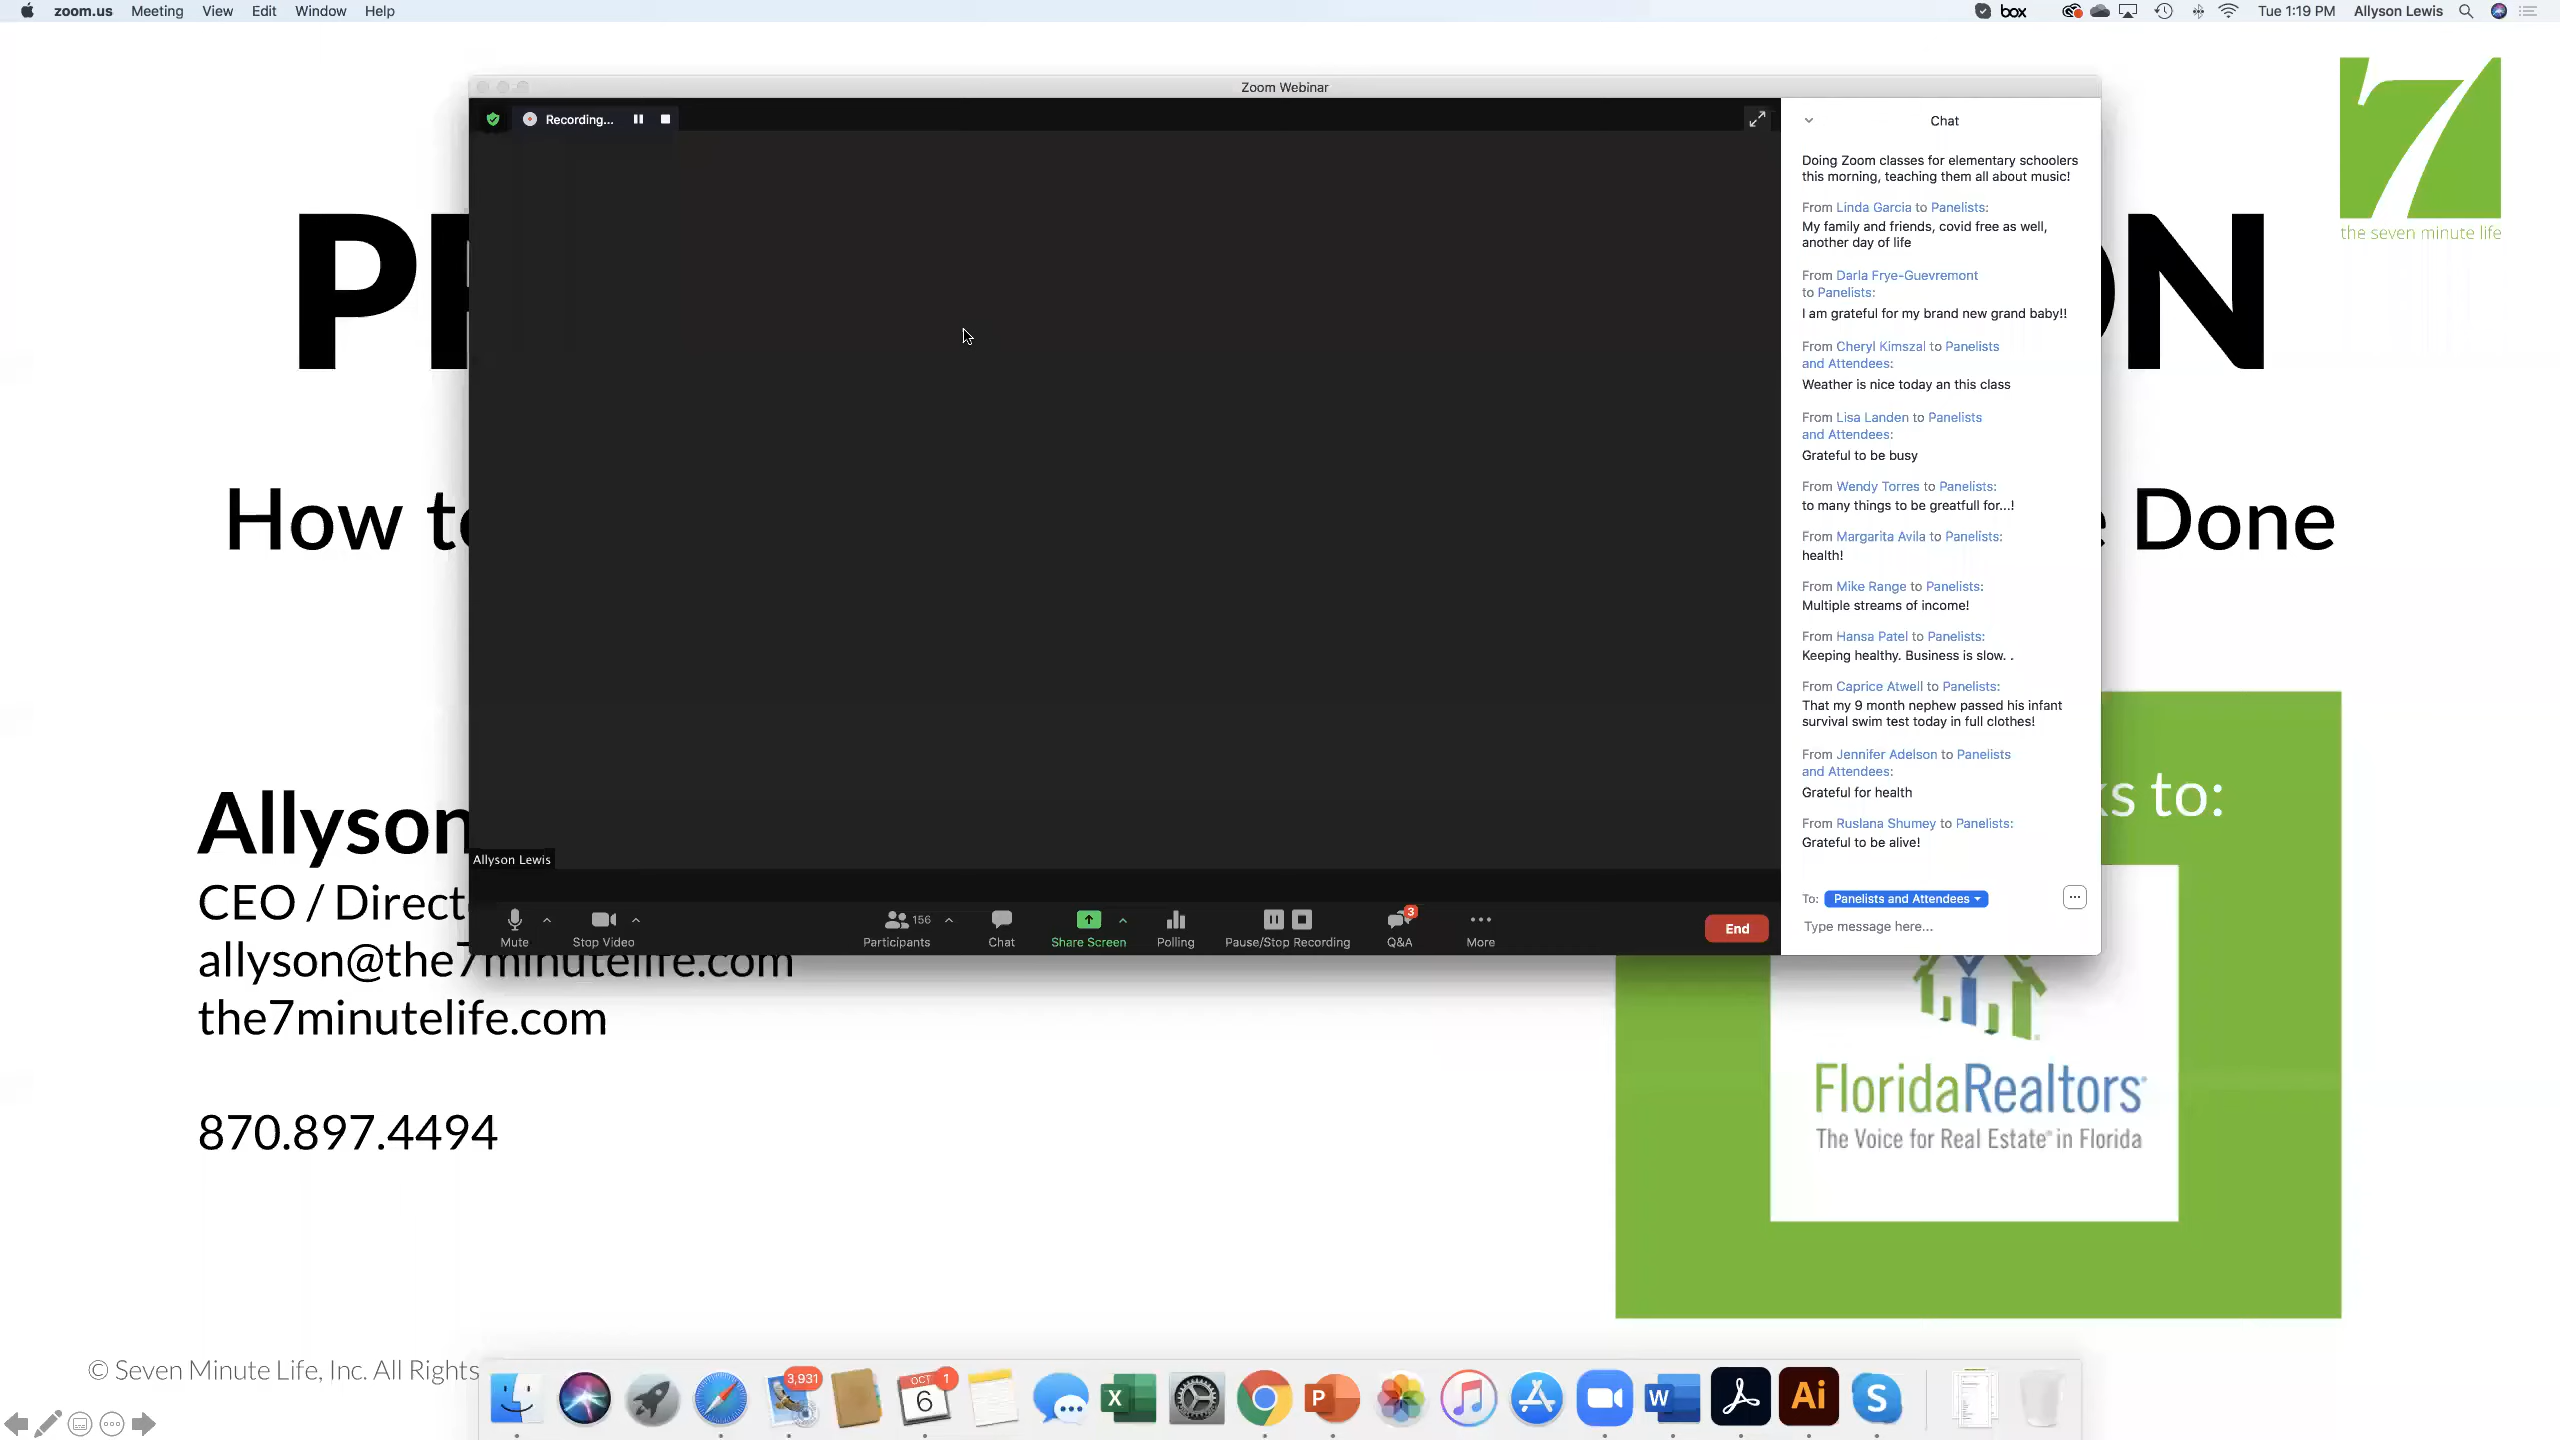 zoom.us Meeting View Edit Window Help
box Tue 1:19 PM Allyson Lewis
Zoom Webinar
Recording...
Chat
Doing Zoom classes for elementary schoolers
this morning, teaching them all about music!
From Linda Garcia to Panelists:
My family and friends, covid free as well,
another day of life
From Darla Frye-Guevremont
to Panelists:
I am grateful for my brand new grand baby!!
From Cheryl Kimszal to Panelists
and Attendees:
Weather is nice today an this class
From Lisa Landen to Panelists
and Attendees:
Grateful to be busy
From Wendy Torres to Panelists:
to many things to be greatfull for...!
From Margarita Avila to Panelists:
health!
From Mike Range to Panelists:
Multiple streams of income!
From Hansa Patel to Panelists:
Keeping healthy. Business is slow. .
From Caprice Atwell to Panelists:
That my 9 month nephew passed his infant
survival swim test today in full clothes!
From Jennifer Adelson to Panelists
and Attendees:
Grateful for health
From Ruslana Shumey to Panelists:
Grateful to be alive!
To: Panelists and Attendees
Type message here...
Allyson Lewis
Mute Stop Video Participants 156 Chat Share Screen Polling Pause/Stop Recording Q&A 3 More End
7
the seven minute life
P N
How Done
Allyson
CEO /
allyson@the7minutelife.com
the7minutelife.com
870.897.4494
to:
FloridaRealtors®
The Voice for Real Estate® in Florida
© Seven Minute Life, Inc. All Rights
3,931 OCT 6 1 X P W Ai S